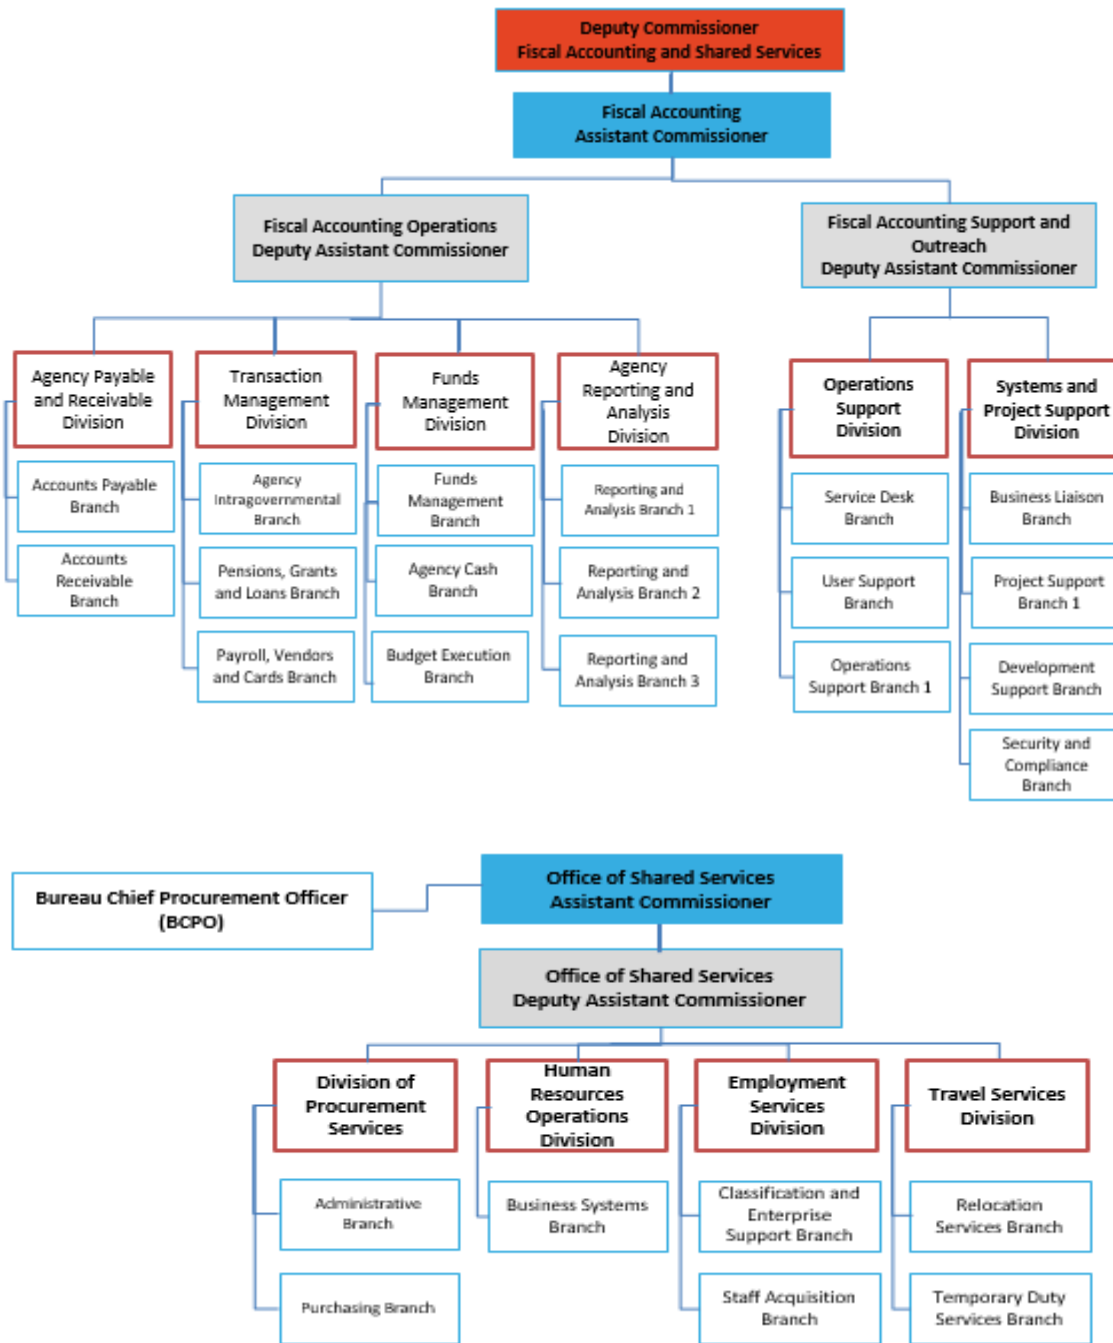 Deputy Commissioner
Fiscal Accounting and Shared Services
Fiscal Accounting
Assistant Commissioner
Fiscal Accounting Operations
Deputy Assistant Commissioner
Fiscal Accounting Support and
Outreach
Deputy Assistant Commissioner
Agency Payable
and Receivable
Division
Transaction
Management
Division
Funds
Management
Division
Agency
Reporting and
Analysis
Division
Operations
Support
Division
Systems and
Project Support
Division
Accounts Payable
Branch
Agency
Intragovernmental
Branch
Funds
Management
Branch
Reporting and
Analysis Branch 1
Service Desk
Branch
Business Liaison
Branch
Accounts
Receivable
Branch
Pensions, Grants
and Loans Branch
Agency Cash
Branch
Reporting and
Analysis Branch 2
User Support
Branch
Project Support
Branch 1
Payroll, Vendors
and Cards Branch
Budget Execution
Branch
Reporting and
Analysis Branch 3
Operations
Support Branch 1
Development
Support Branch
Security and
Compliance
Branch
Bureau Chief Procurement Officer
(BCPO)
Office of Shared Services
Assistant Commissioner
Office of Shared Services
Deputy Assistant Commissioner
Division of
Procurement
Services
Human
Resources
Operations
Division
Employment
Services
Division
Travel Services
Division
Administrative
Branch
Business Systems
Branch
Classification and
Enterprise
Support Branch
Relocation
Services Branch
Purchasing Branch
Staff Acquisition
Branch
Temporary Duty
Services Branch